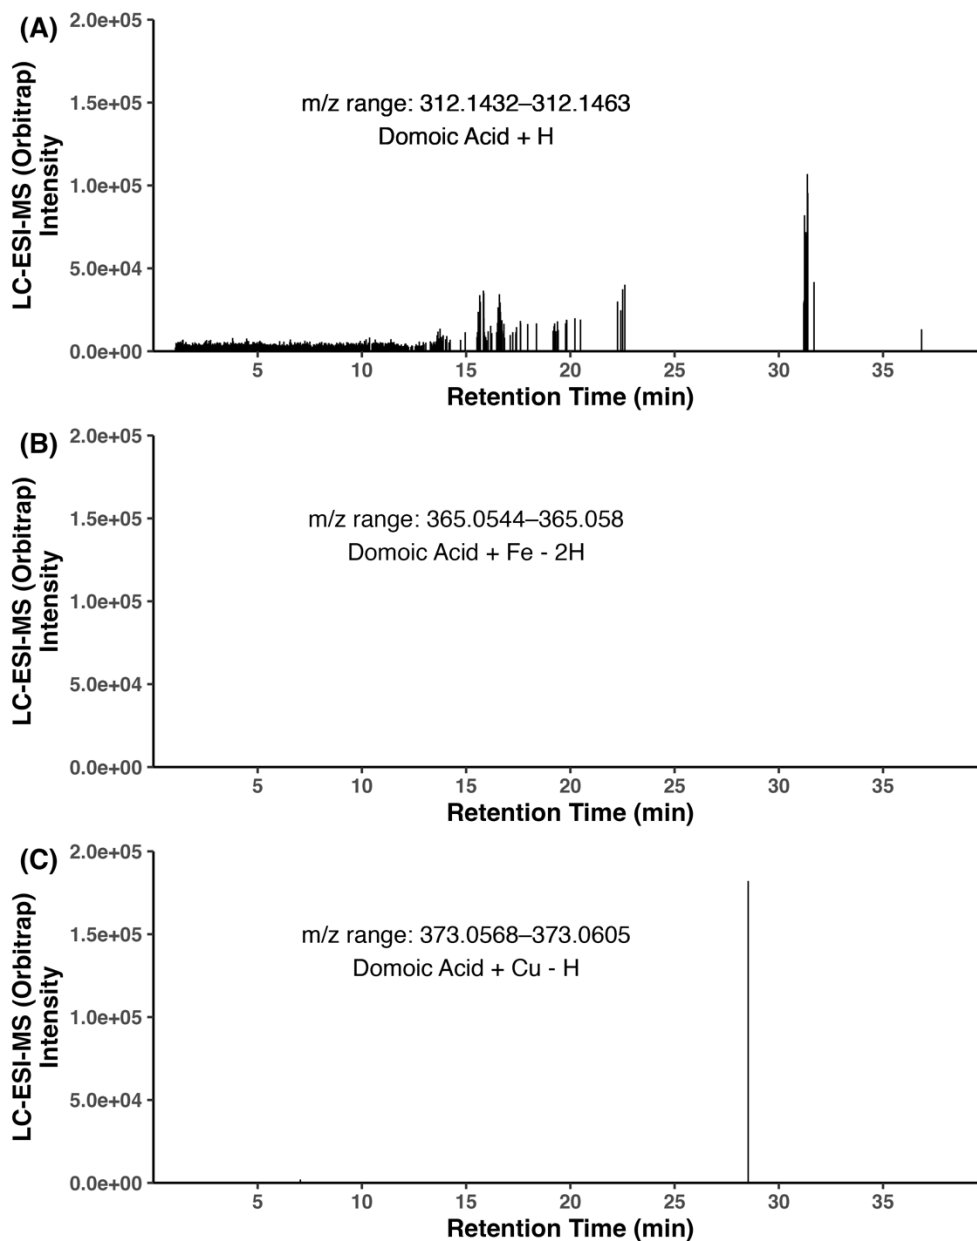 (A)
LC-ESI-MS (Orbitrap)
Intensity
2.0e+05
1.5e+05
1.0e+05
5.0e+04
0.0e+00
m/z range: 312.1432–312.1463
Domoic Acid + H
5 10 15 20 25 30 35
Retention Time (min)
(B)
LC-ESI-MS (Orbitrap)
Intensity
2.0e+05
1.5e+05
1.0e+05
5.0e+04
0.0e+00
m/z range: 365.0544–365.058
Domoic Acid + Fe - 2H
5 10 15 20 25 30 35
Retention Time (min)
(C)
LC-ESI-MS (Orbitrap)
Intensity
2.0e+05
1.5e+05
1.0e+05
5.0e+04
0.0e+00
m/z range: 373.0568–373.0605
Domoic Acid + Cu - H
5 10 15 20 25 30 35
Retention Time (min)